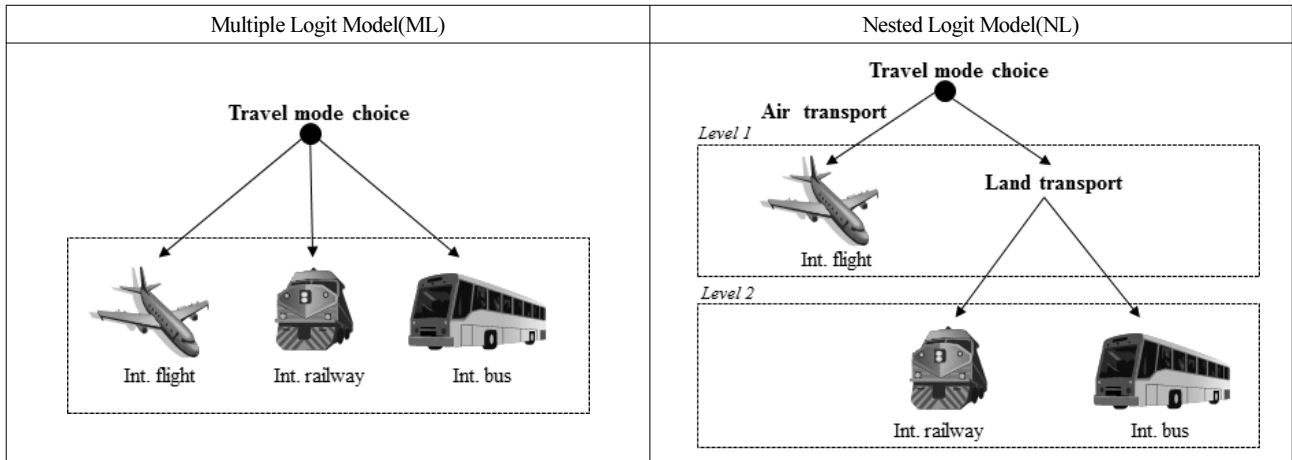 Multiple Logit Model(ML)
Travel mode choice
Int. flight
Int. railway
Int. bus
Nested Logit Model(NL)
Travel mode choice
Air transport
Level 1
Land transport
Int. flight
Level 2
Int. railway
Int. bus